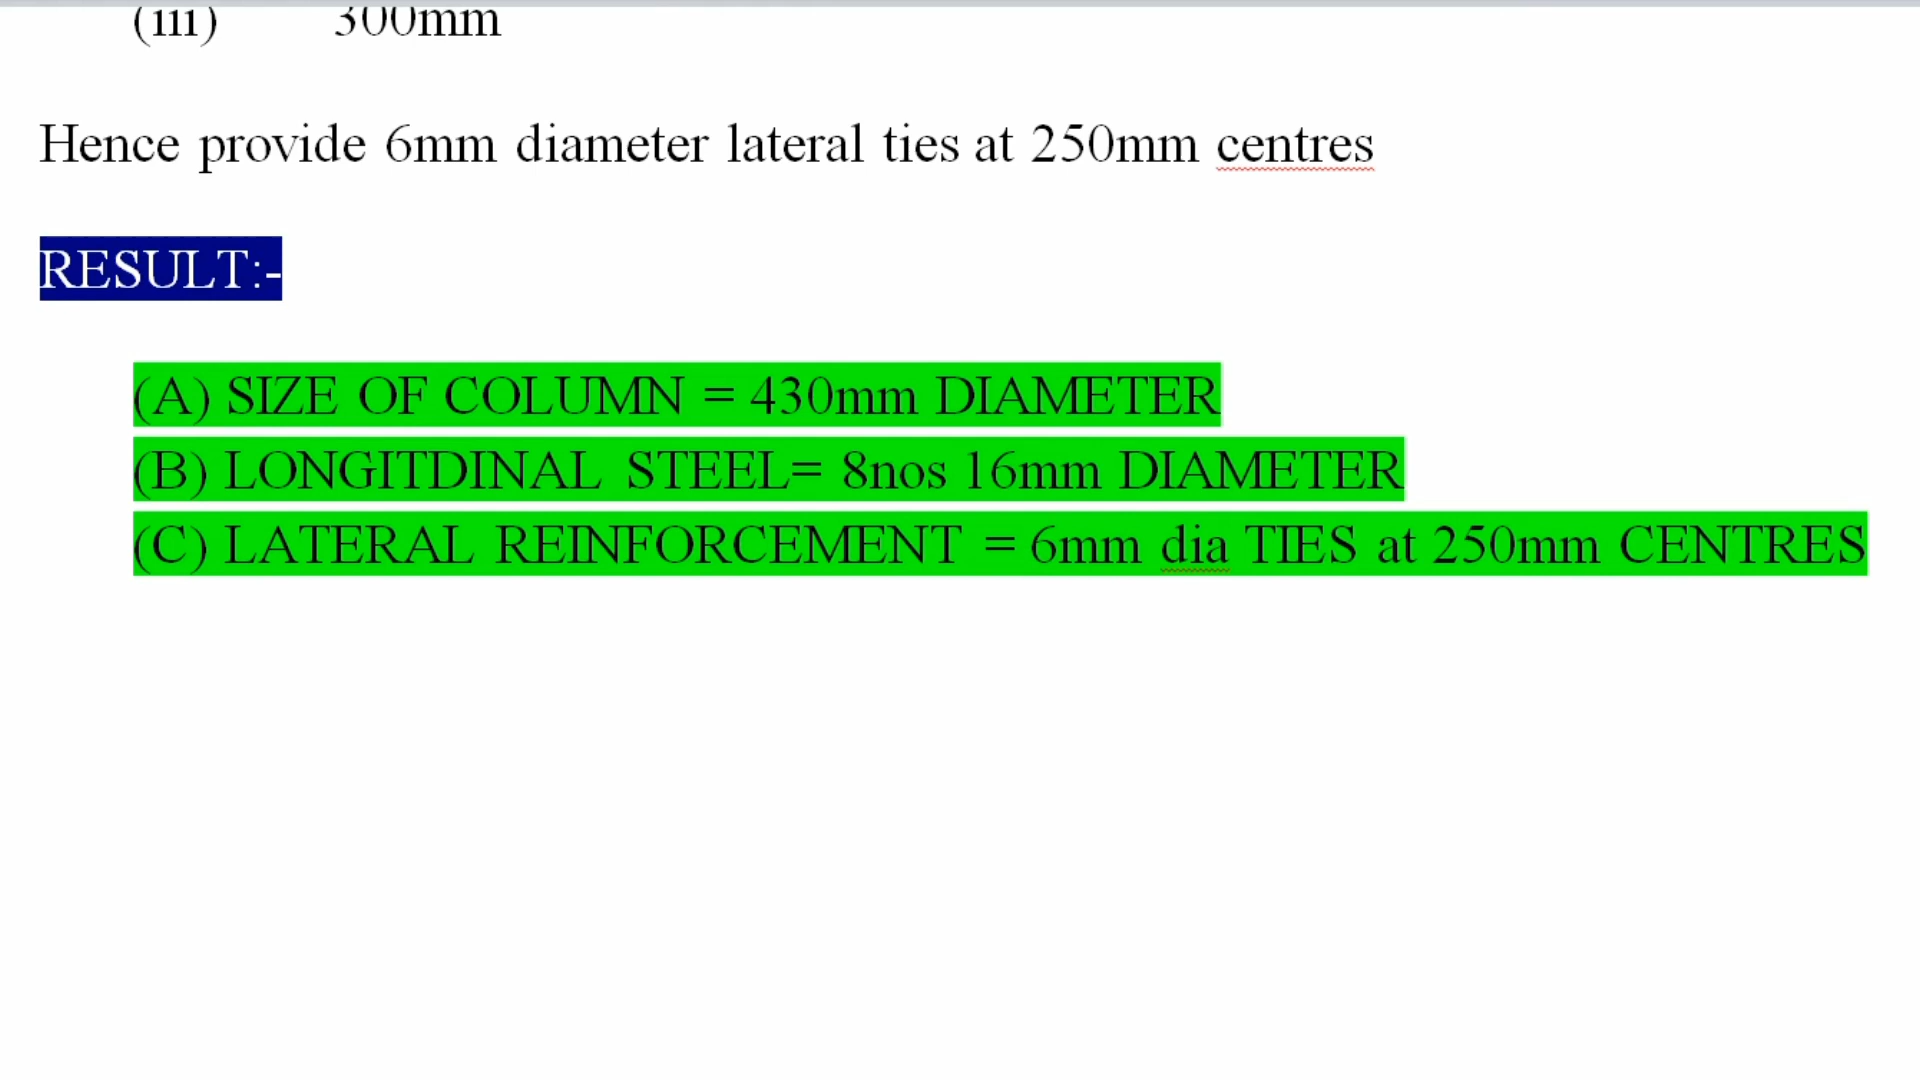 (iii) 300mm
Hence provide 6mm diameter lateral ties at 250mm centres
RESULT:-
(A) SIZE OF COLUMN = 430mm DIAMETER
(B) LONGITDINAL STEEL= 8nos 16mm DIAMETER
(C) LATERAL REINFORCEMENT = 6mm dia TIES at 250mm CENTRES